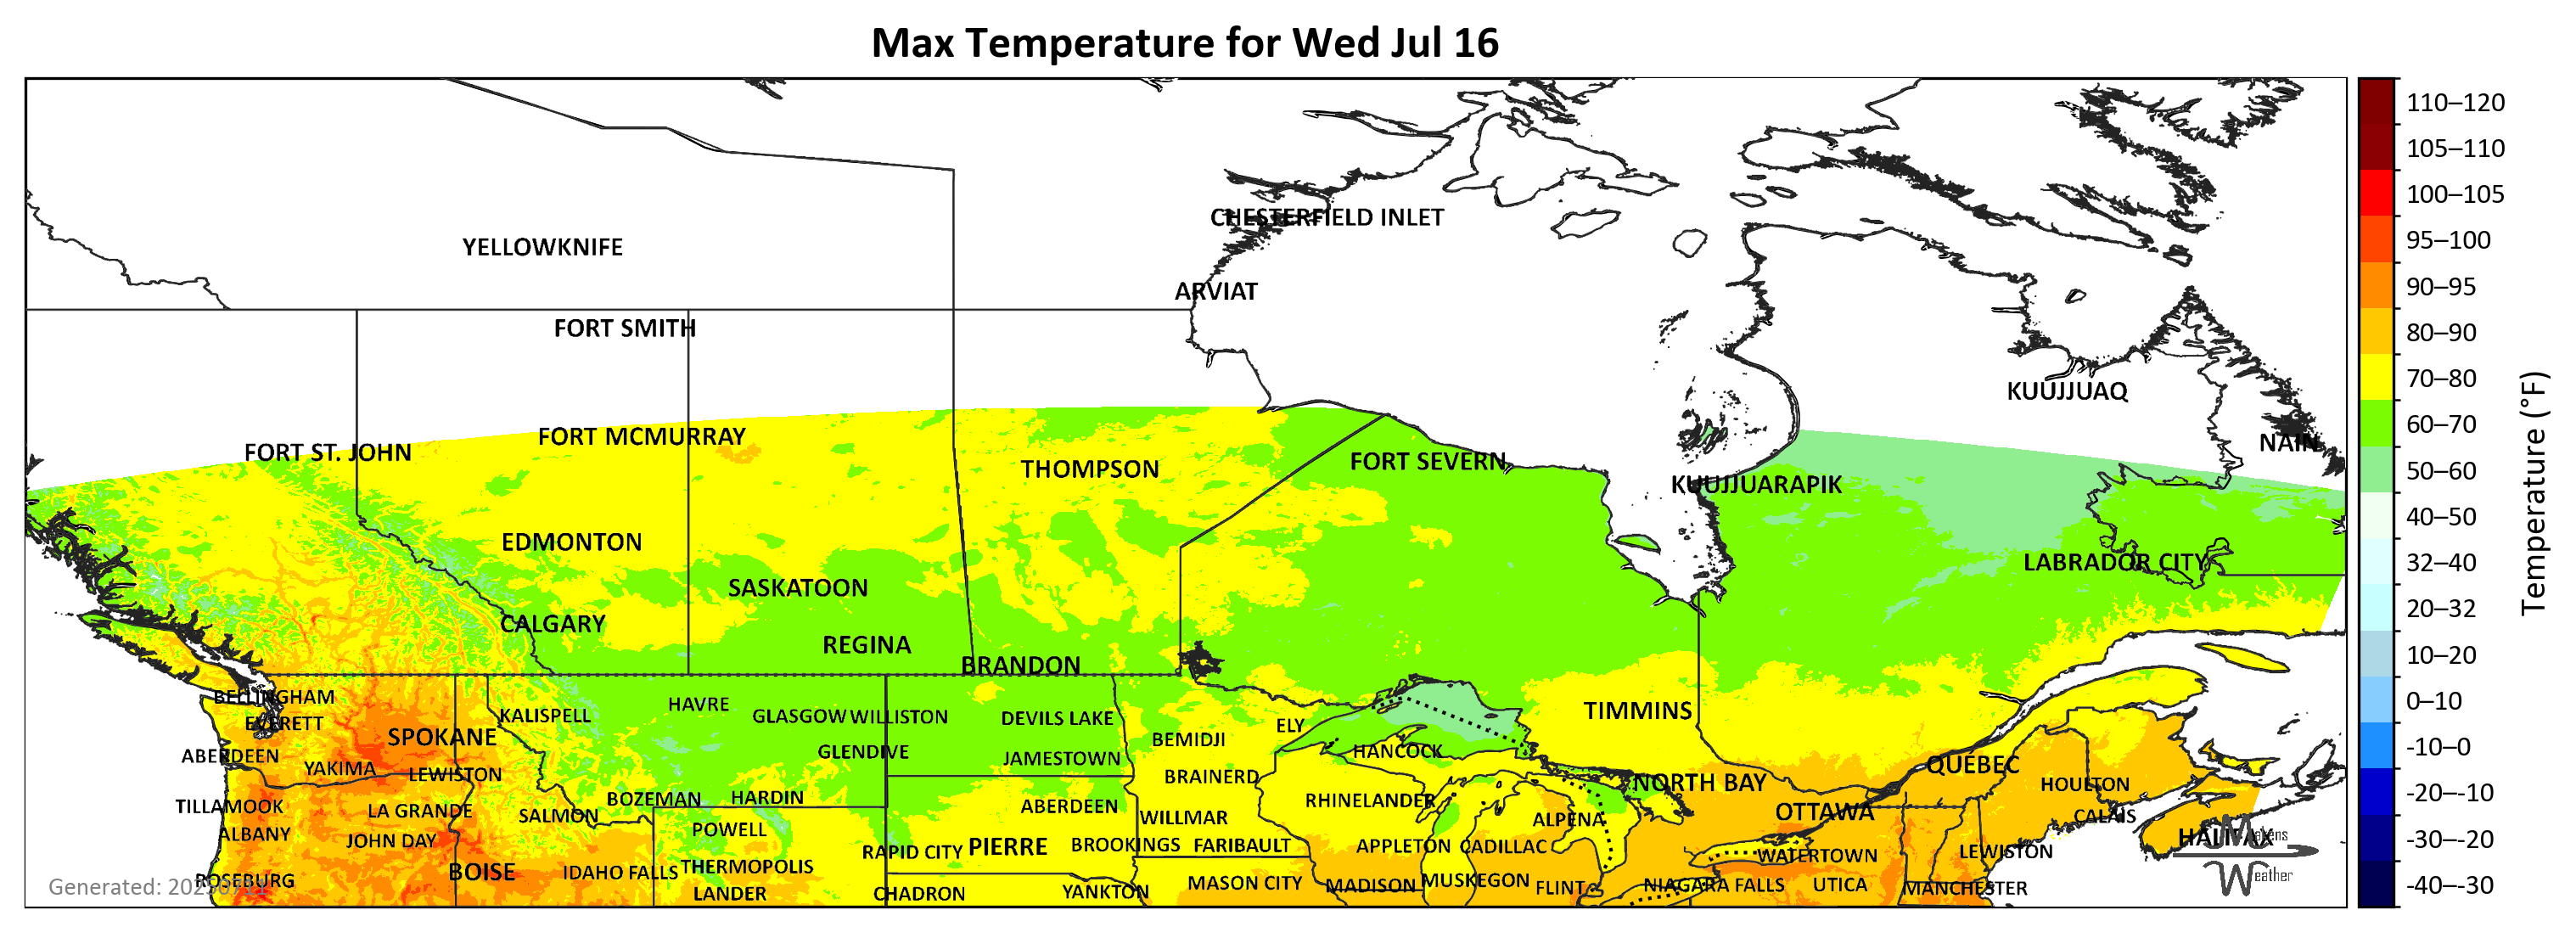 Max Temperature for Wed Jul 16
CHESTERFIELD INLET
YELLOWKNIFE
ARVIAT
FORT SMITH
KUUJJUAQ
FORT MCMURRAY
NAIN
FORT ST. JOHN
FORT SEVERN
THOMPSON
KUUJJUARAPIK
EDMONTON
LABRADOR CITY
SASKATOON
CALGARY
REGINA
BRANDON
BELLINGHAM
HAVRE
TIMMINS
KALISPELL
GLASGOW WILLISTON
DEVILS LAKE
EVERETT
ELY
SPOKANE
BEMIDJI
GLENDIVE
HANCOCK
ABERDEEN
JAMESTOWN
QUÉBEC
YAKIMA
LEWISTON
BRAINERD
NORTH BAY
HOULTON
BOZEMAN
HARDIN
RHINELANDER
TILLAMOOK
ABERDEEN
LA GRANDE
OTTAWA
SALMON
WILLMAR
CALAIS
ALPENA
POWELL
ALBANY
HALIFAX
JOHN DAY
PIERRE
BROOKINGS
FARIBAULT
APPLETON
CADILLAC
RAPID CITY
LEWISTON
WATERTOWN
THERMOPOLIS
BOISE
IDAHO FALLS
ROSEBURG
MUSKEGON
MASON CITY
MADISON
NIAGARA FALLS
UTICA
FLINT
MANCHESTER
YANKTON
LANDER
CHADRON
Makens
Weather
110–120
105–110
100–105
95–100
90–95
80–90
70–80
60–70
50–60
40–50
32–40
20–32
10–20
0–10
-10–0
-20–-10
-30–-20
-40–-30
Temperature (°F)